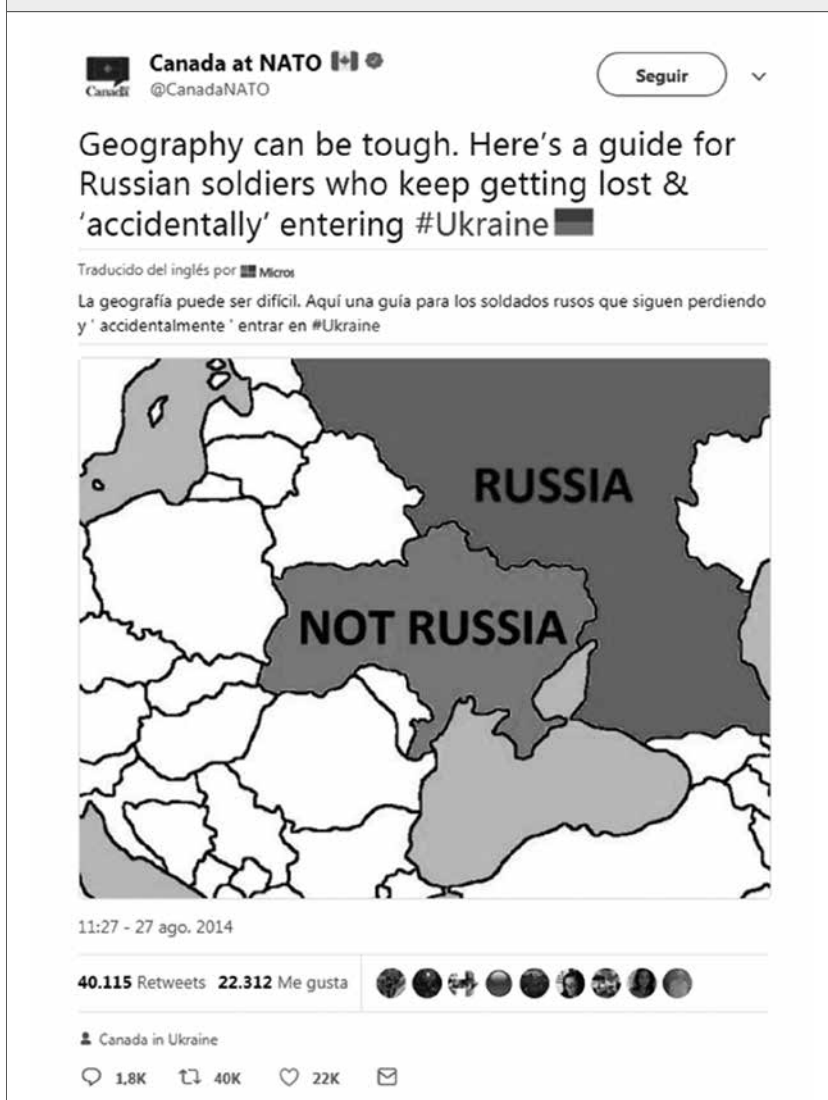 Canada at NATO
Canada
@CanadaNATO
Seguir
Geography can be tough. Here’s a guide for
Russian soldiers who keep getting lost &
‘accidentally’ entering #Ukraine
Traducido del inglés por Micros
La geografía puede ser difícil. Aquí una guía para los soldados rusos que siguen perdiendo
y ‘ accidentalmente ‘ entrar en #Ukraine
RUSSIA
NOT RUSSIA
11:27 - 27 ago. 2014
40.115 Retweets 22.312 Me gusta
Canada in Ukraine
1,8K 40K 22K